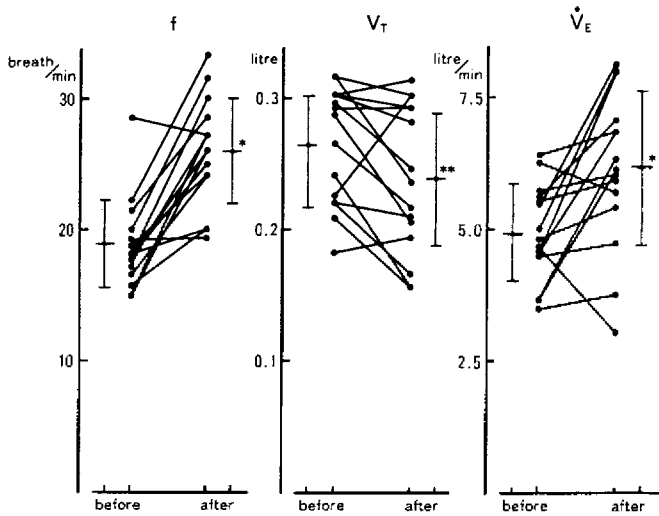 f
V_T
V̇_E
breath/min
litre
litre/min
30
20
10
0.3
0.2
0.1
7.5
5.0
2.5
*
**
*
before after
before after
before after